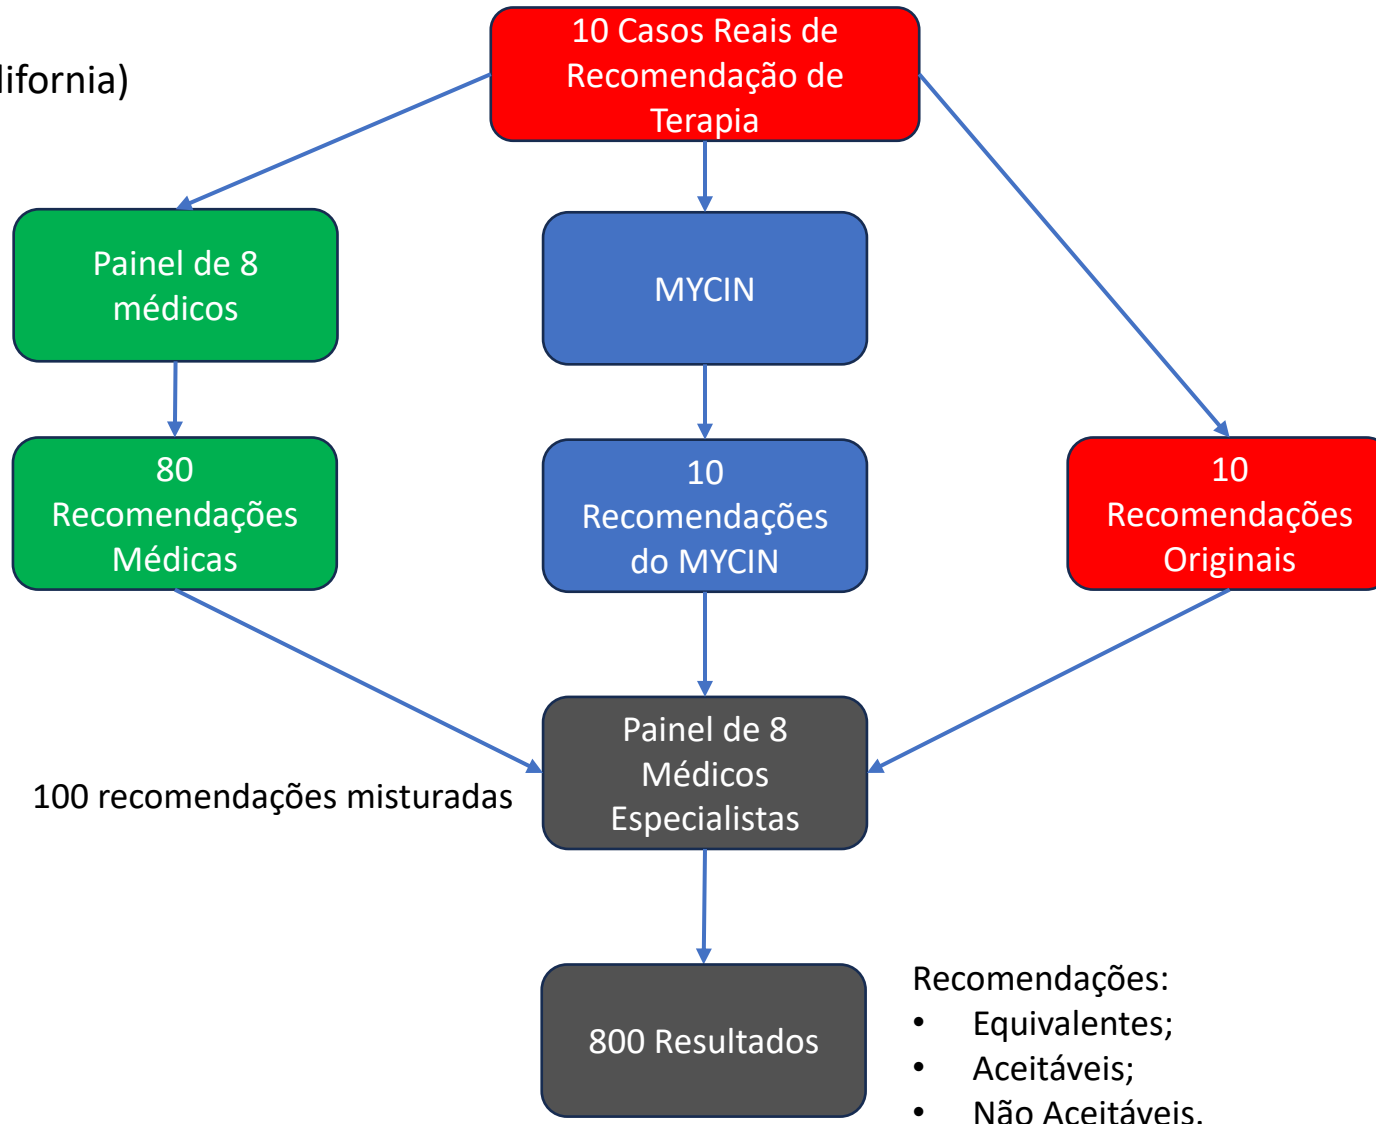 10 Casos Reais de
Recomendação de
Terapia
lifornia)
Painel de 8
médicos
MYCIN
80
Recomendações
Médicas
10
Recomendações
do MYCIN
10
Recomendações
Originais
Painel de 8
Médicos
Especialistas
100 recomendações misturadas
800 Resultados
Recomendações:
• Equivalentes;
• Aceitáveis;
• Não Aceitáveis.